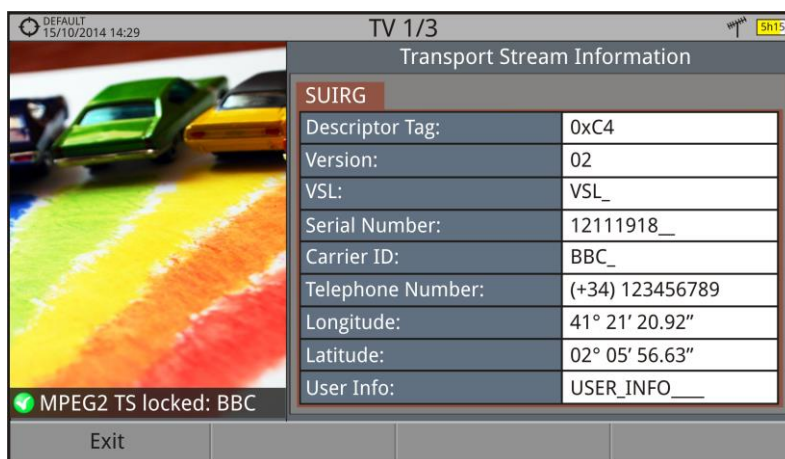 DEFAULT
15/10/2014 14:29
TV 1/3
5h15
Transport Stream Information
SUIRG
Descriptor Tag: 0xC4
Version: 02
VSL: VSL_
Serial Number: 12111918__
Carrier ID: BBC_
Telephone Number: (+34) 123456789
Longitude: 41° 21’ 20.92”
Latitude: 02° 05’ 56.63”
User Info: USER_INFO____
MPEG2 TS locked: BBC
Exit